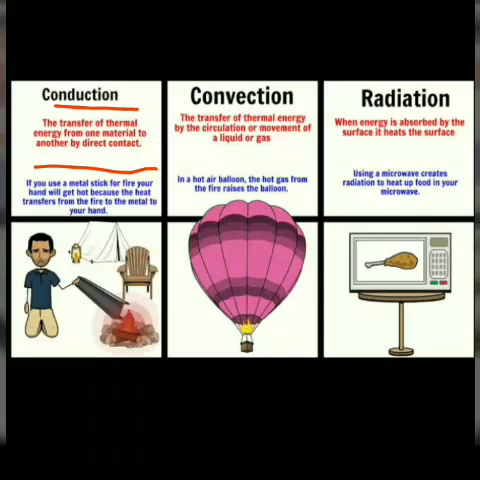 Conduction
The transfer of thermal
energy from one material to
another by direct contact.
If you use a metal stick for fire your
hand will get hot because the heat
transfers from the fire to the metal to
your hand.
Convection
The transfer of thermal energy
by the circulation or movement of
a liquid or gas
In a hot air balloon, the hot gas from
the fire raises the balloon.
Radiation
When energy is absorbed by the
surface it heats the surface
Using a microwave creates
radiation to heat up food in your
microwave.